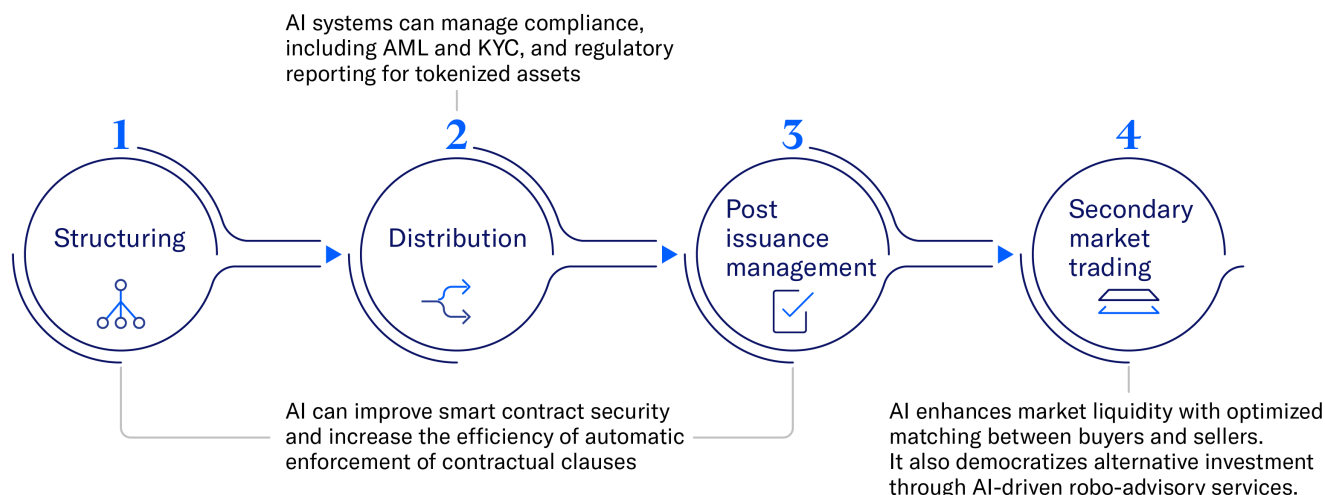 AI systems can manage compliance,
including AML and KYC, and regulatory
reporting for tokenized assets
1
2
3
4
Structuring
Distribution
Post
issuance
management
Secondary
market
trading
AI can improve smart contract security
and increase the efficiency of automatic
enforcement of contractual clauses
AI enhances market liquidity with optimized
matching between buyers and sellers.
It also democratizes alternative investment
through AI-driven robo-advisory services.